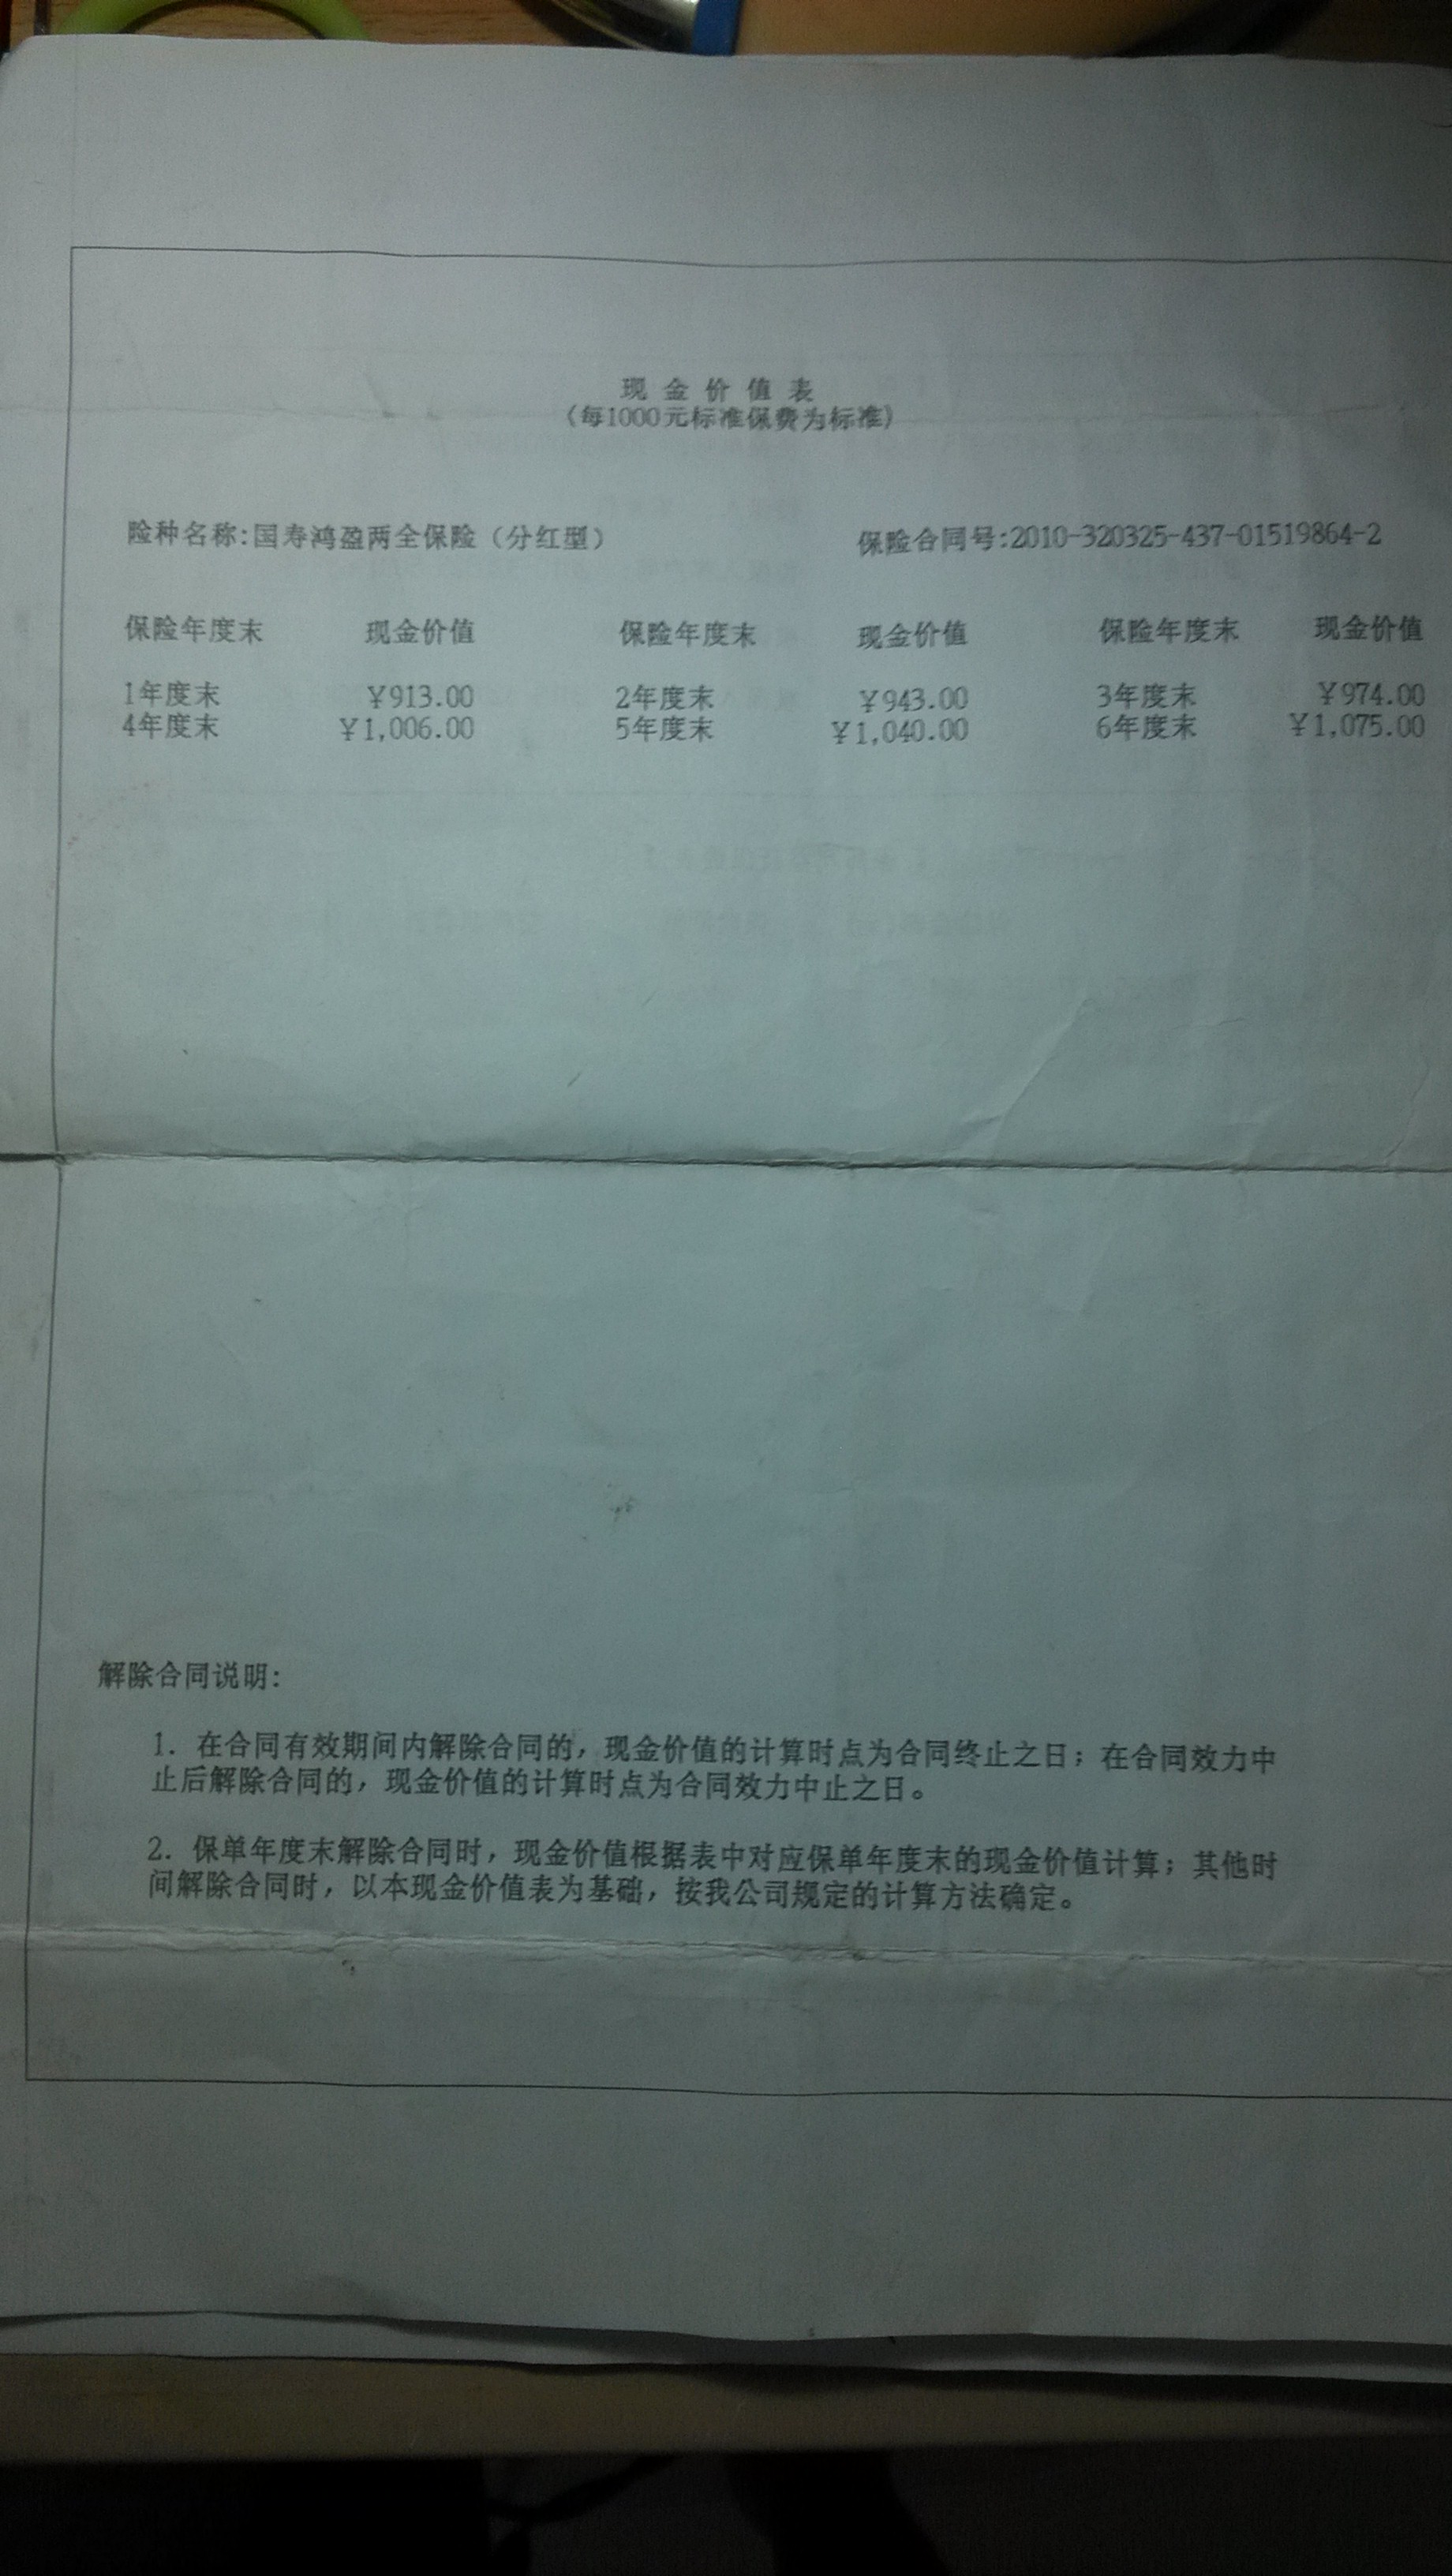 现金价值表
(每1000元标准保费为标准)
险种名称:国寿鸿盈两全保险（分红型） 保险合同号:2010-320325-437-01519864-2
保险年度末 现金价值 保险年度末 现金价值 保险年度末 现金价值
1年度末 ￥913.00 2年度末 ￥943.00 3年度末 ￥974.00
4年度末 ￥1,006.00 5年度末 ￥1,040.00 6年度末 ￥1,075.00
解除合同说明:
1. 在合同有效期间内解除合同的，现金价值的计算时点为合同终止之日；在合同效力中
止后解除合同的，现金价值的计算时点为合同效力中止之日。
2. 保单年度末解除合同时，现金价值根据表中对应保单年度末的现金价值计算；其他时
间解除合同时，以本现金价值表为基础，按我公司规定的计算方法确定。